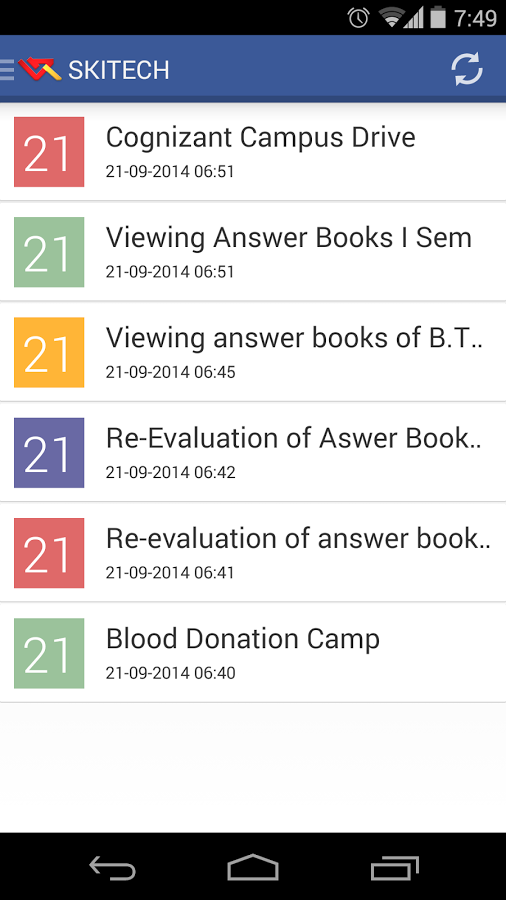 7:49
SKITECH
21
Cognizant Campus Drive
21-09-2014 06:51
21
Viewing Answer Books I Sem
21-09-2014 06:51
21
Viewing answer books of B.T..
21-09-2014 06:45
21
Re-Evaluation of Aswer Book..
21-09-2014 06:42
21
Re-evaluation of answer book..
21-09-2014 06:41
21
Blood Donation Camp
21-09-2014 06:40